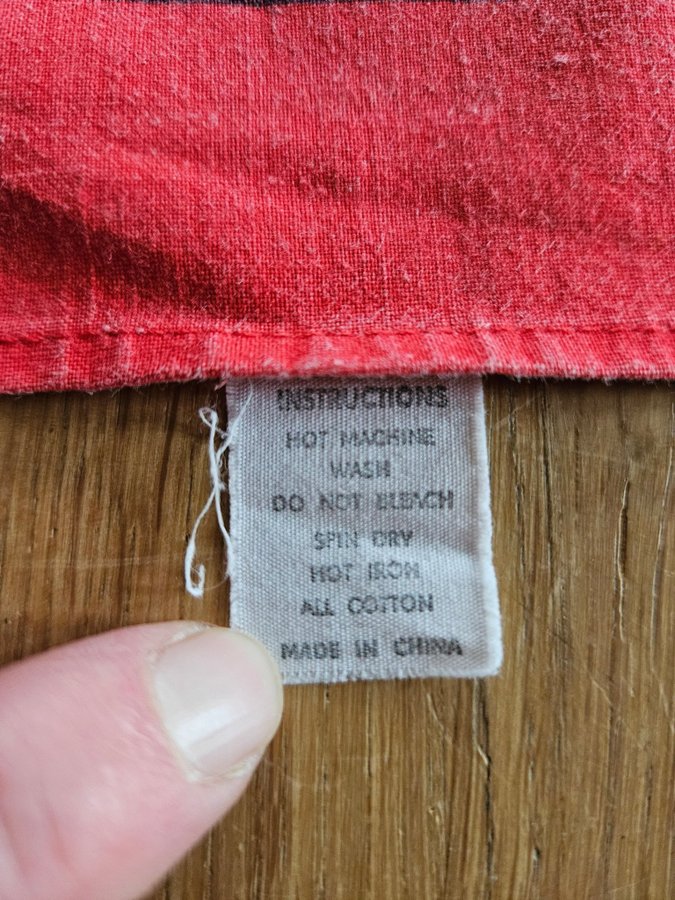 INSTRUCTIONS
HOT MACHINE
WASH
DO NOT BLEACH
SPIN DRY
HOT IRON
ALL COTTON
MADE IN CHINA